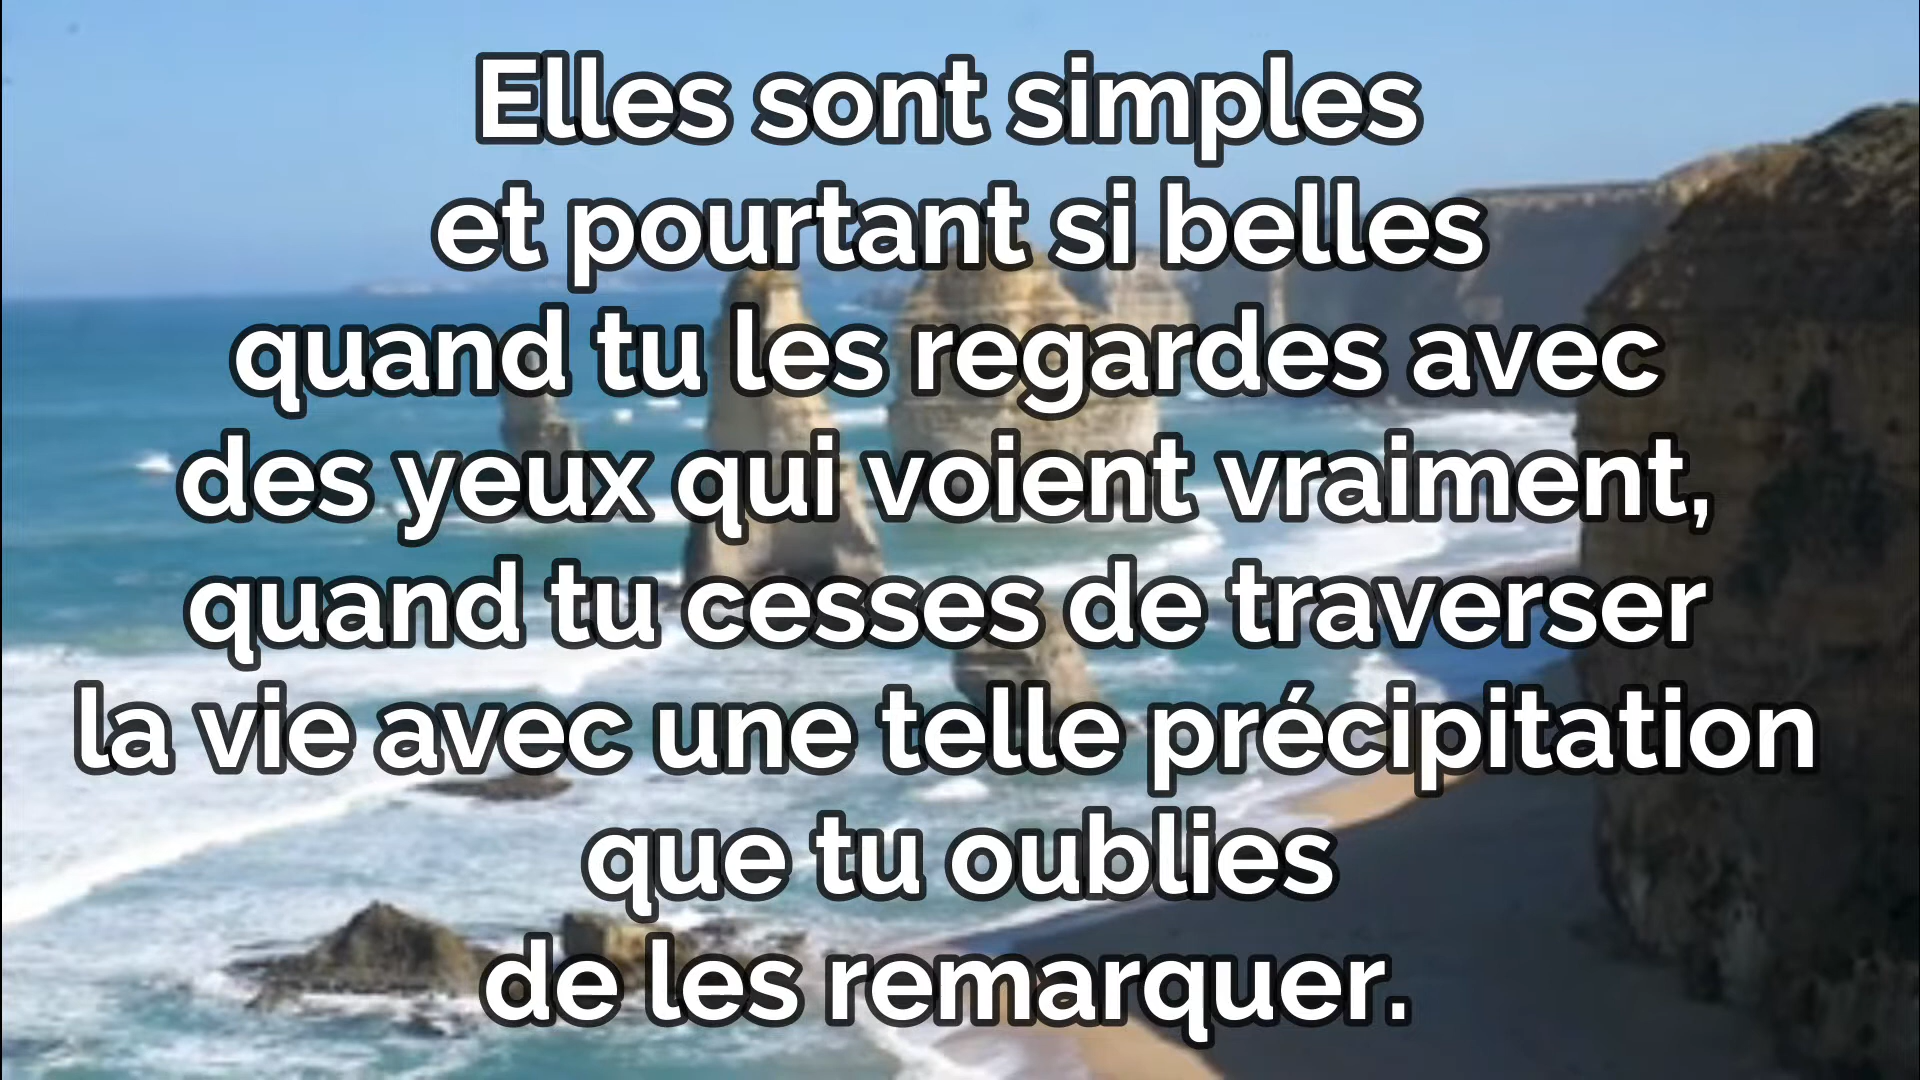 Elles sont simples
et pourtant si belles
quand tu les regardes avec
des yeux qui voient vraiment,
quand tu cesses de traverser
la vie avec une telle précipitation
que tu oublies
de les remarquer.